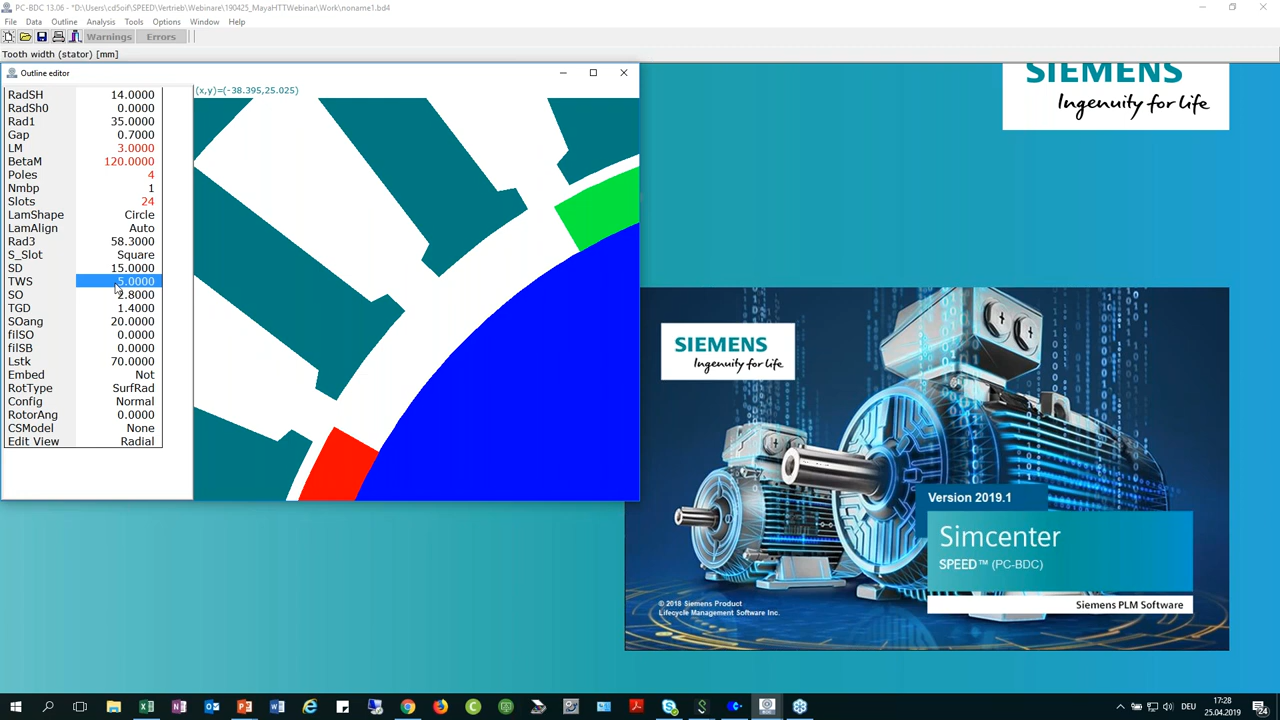 PC-BDC 13.06 - *D:\Users\cdSoif\SPEED\Vertrieb\Webinare\190425_MayaHTTWebinar\Work\noname1.bd4
File Data Outline Analysis Tools Options Window Help
Warnings Errors
Tooth width (stator) [mm]
Outline editor
(x,y)=(-38.395,25.025)
RadSH 14.0000
RadSh0 0.0000
Rad1 35.0000
Gap 0.7000
LM 3.0000
BetaM 120.0000
Poles 4
Nmbp 1
Slots 24
LamShape Circle
LamAlign Auto
Rad3 58.3000
S_Slot Square
SD 15.0000
TWS 5.0000
SO 2.8000
TGD 1.4000
SOang 20.0000
filSO 0.0000
filSB 0.0000
Lstk 70.0000
Embed Not
RotType SurfRad
Config Normal
RotorAng 0.0000
CSModel None
Edit View Radial
SIEMENS
Ingenuity for life
SIEMENS
Ingenuity for life
Version 2019.1
Simcenter
SPEED™ (PC-BDC)
Siemens PLM Software
© 2018 Siemens Product
Lifecycle Management Software Inc.
DEU
17:28
25.04.2019
24